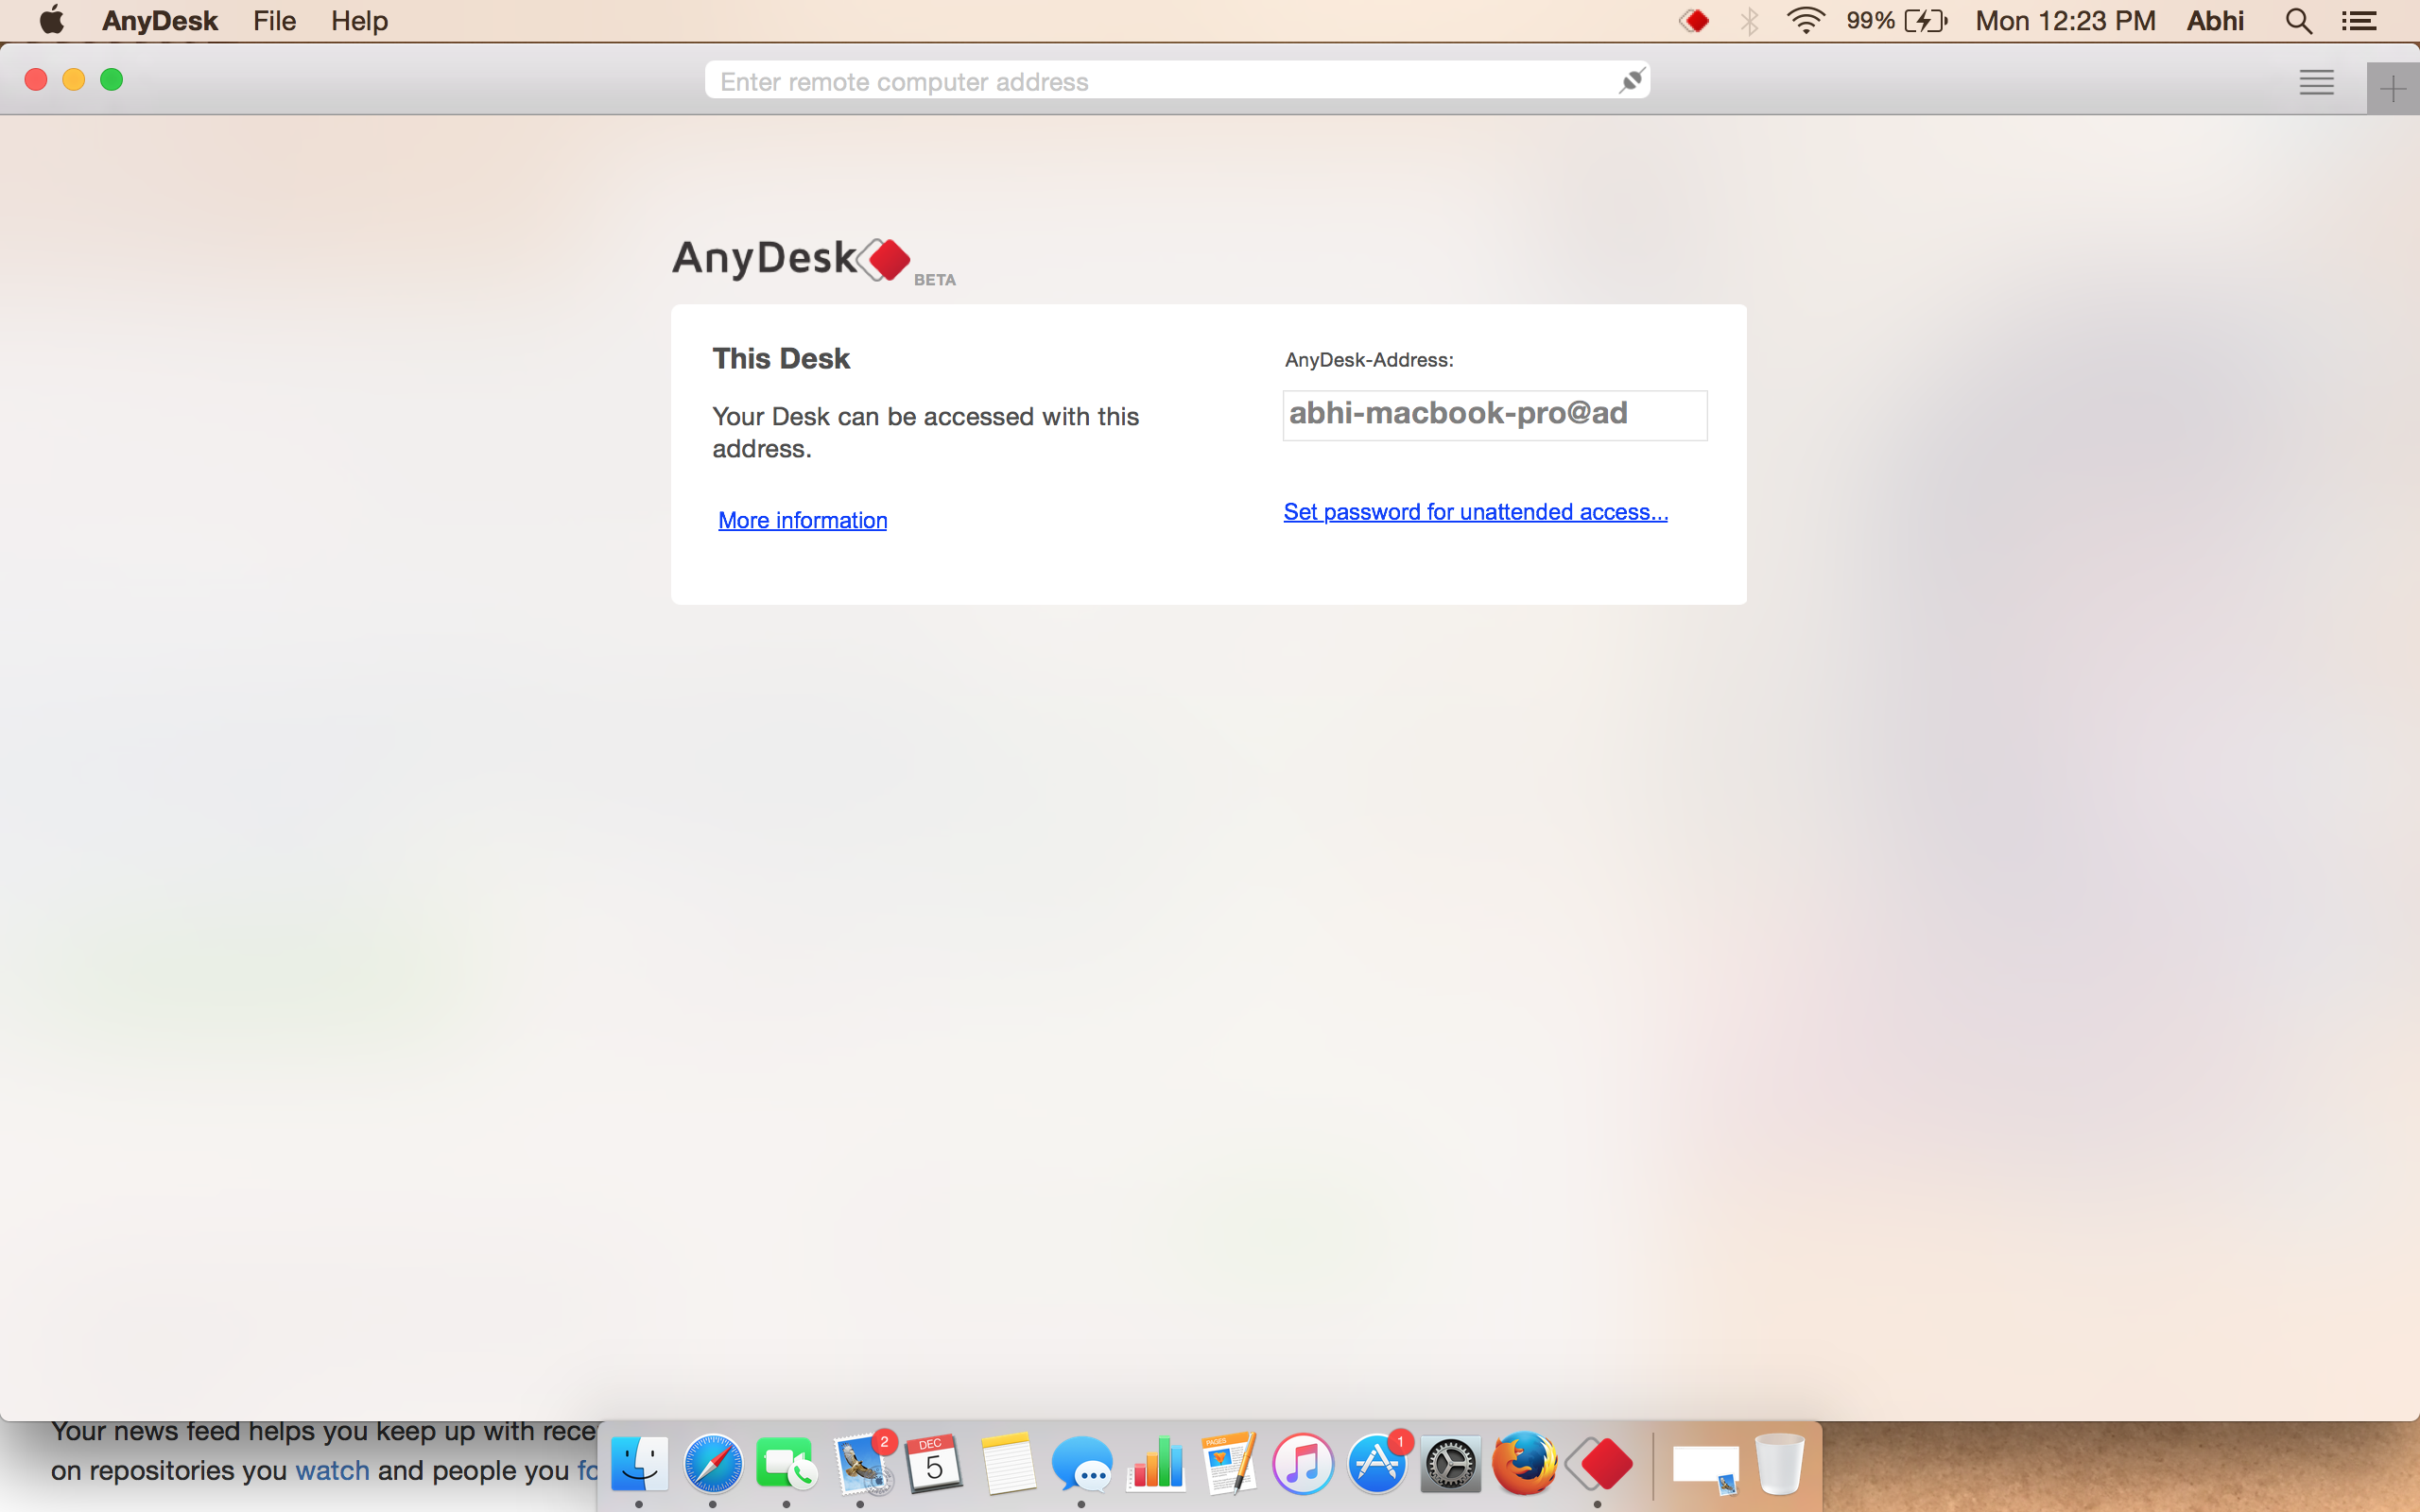 AnyDesk File Help
99% Mon 12:23 PM Abhi
Enter remote computer address
AnyDesk
BETA
This Desk
AnyDesk-Address:
Your Desk can be accessed with this
address.
abhi-macbook-pro@ad
More information
Set password for unattended access...
Your news feed helps you keep up with rece
on repositories you watch and people you fo
2
DEC
5
PAGES
1